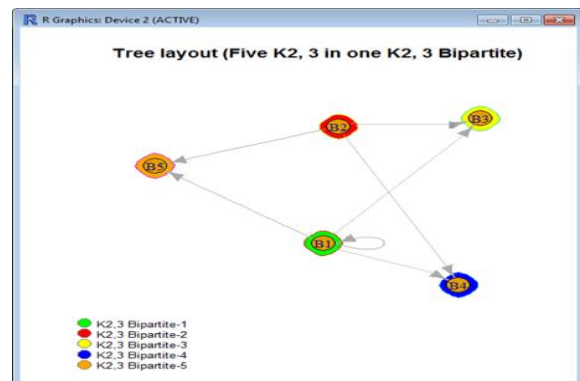 R Graphics: Device 2 (ACTIVE)
Tree layout (Five K2, 3 in one K2, 3 Bipartite)
B2
B3
B5
B1
B4
K2,3 Bipartite-1
K2,3 Bipartite-2
K2,3 Bipartite-3
K2,3 Bipartite-4
K2,3 Bipartite-5